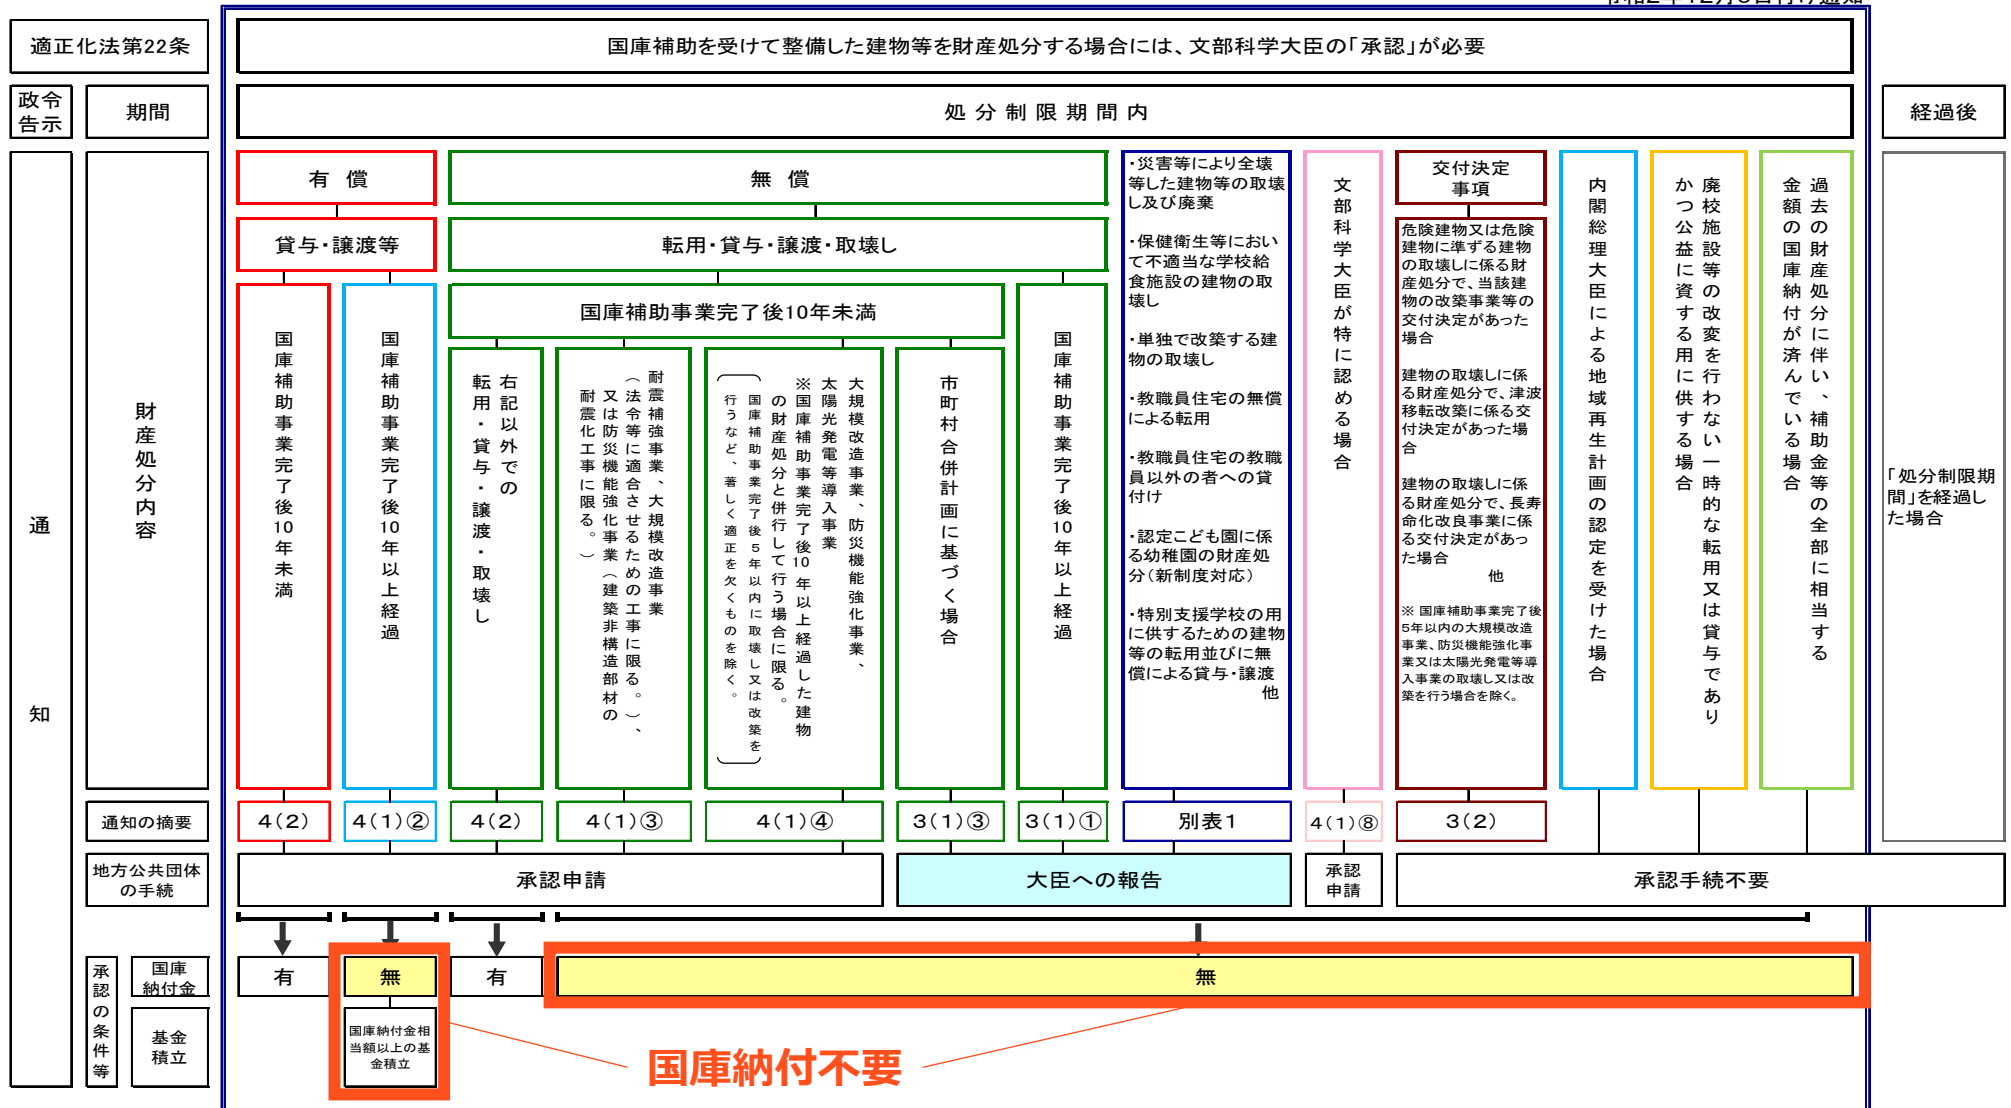 令和2年12月3日付け通知
適正化法第22条
国庫補助を受けて整備した建物等を財産処分する場合には、文部科学大臣の「承認」が必要
政令
告示
期間
処分制限期間内
経過後
通知
財産処分内容
有償
貸与・譲渡等
国庫補助事業完了後10年未満
国庫補助事業完了後10年以上経過
無償
転用・貸与・譲渡・取壊し
国庫補助事業完了後10年未満
右記以外での
転用・貸与・譲渡・取壊し
耐震補強事業、大規模改造事業
(法令等に適合させるための工事に限る。)、
又は防災機能強化事業(建築非構造部材の
耐震化工事に限る。)
大規模改造事業、防災機能強化事業、
太陽光発電等導入事業
※国庫補助事業完了後10年以上経過した建物
の財産処分と併行して行う場合に限る。
国庫補助事業完了後5年以内に取壊し又は改築を
行うなど、著しく適正を欠くものを除く。
市町村合併計画に基づく場合
国庫補助事業完了後10年以上経過
・災害等により全壊
等した建物等の取壊
し及び廃棄
・保健衛生等におい
て不適当な学校給
食施設の建物の取
壊し
・単独で改築する建
物の取壊し
・教職員住宅の無償
による転用
・教職員住宅の教職
員以外の者への貸
付け
・認定こども園に係
る幼稚園の財産処
分(新制度対応)
・特別支援学校の用
に供するための建物
等の転用並びに無
償による貸与・譲渡
他
文部科学大臣が特に認める場合
交付決定
事項
危険建物又は危険
建物に準ずる建物
の取壊しに係る財
産処分で、当該建
物の改築事業等の
交付決定があった
場合
建物の取壊しに係
る財産処分で、津波
移転改築に係る交
付決定があった場
合
建物の取壊しに係
る財産処分で、長寿
命化改良事業に係
る交付決定があっ
た場合
他
※ 国庫補助事業完了後
5年以内の大規模改造
事業、防災機能強化事
業又は太陽光発電等導
入事業の取壊し又は改
築を行う場合を除く。
内閣総理大臣による地域再生計画の認定を受けた場合
廃校施設等の改変を行わない一時的な転用又は貸与であり
かつ公益に資する用に供する場合
過去の財産処分に伴い、補助金等の全部に相当する
金額の国庫納付が済んでいる場合
「処分制限期
間」を経過し
た場合
通知の摘要
4(2)
4(1)②
4(2)
4(1)③
4(1)④
3(1)③
3(1)①
別表1
4(1)⑧
3(2)
地方公共団体
の手続
承認申請
大臣への報告
承認
申請
承認手続不要
承認の条件等
国庫
納付金
有
無
有
無
基金
積立
国庫納付金相
当額以上の基
金積立
国庫納付不要